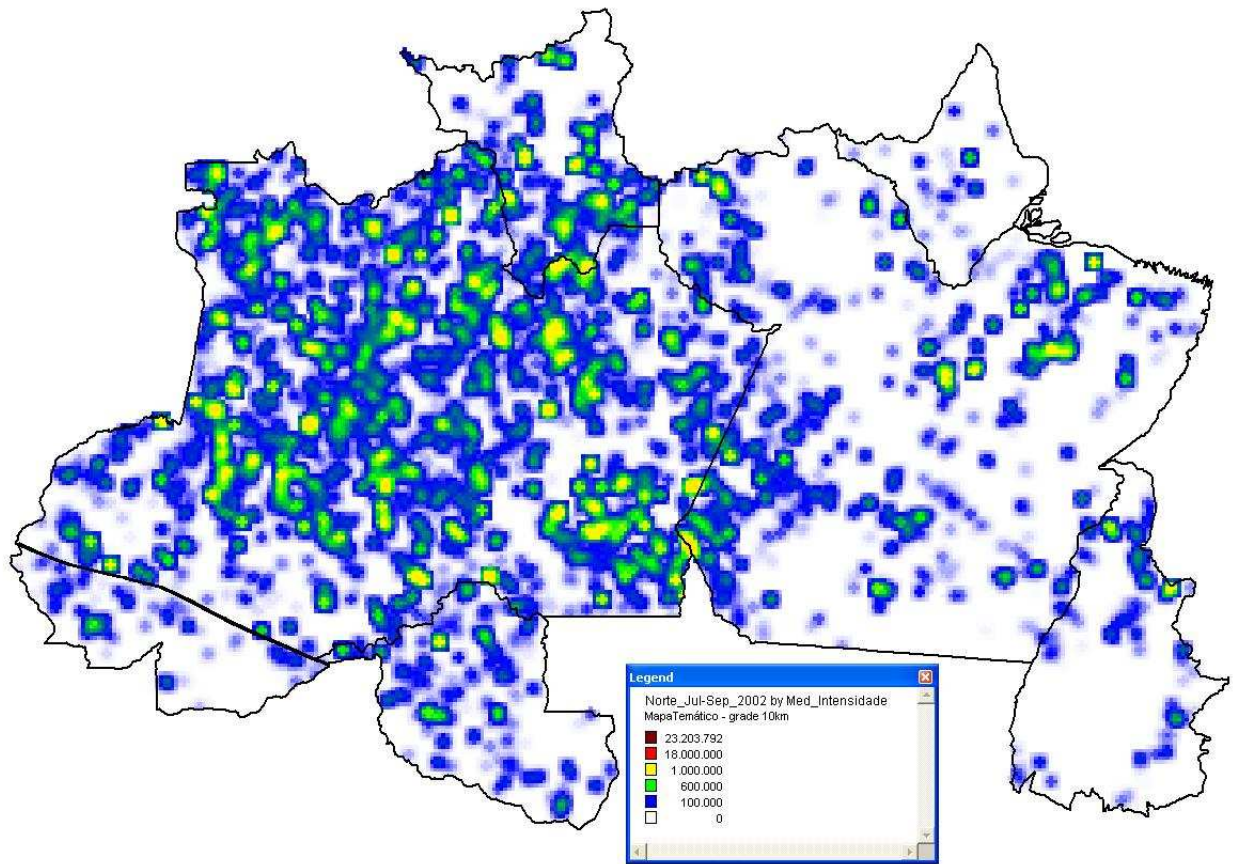 Legend
Norte_Jul-Sep_2002 by Med_Intensidade
MapaTemático - grade 10km
23.203.792
18.000.000
1.000.000
600.000
100.000
0